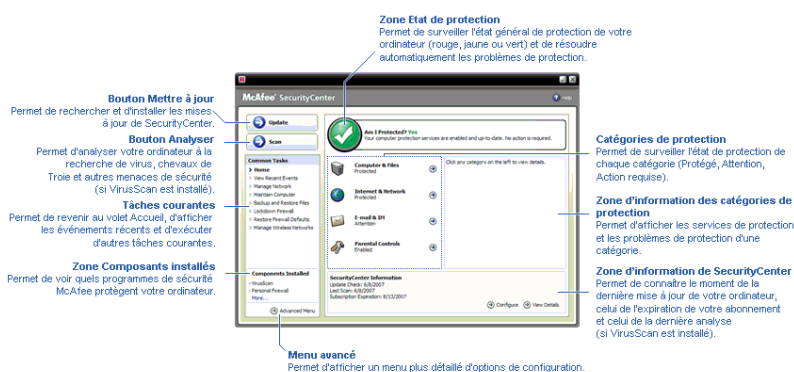 Zone Etat de protection
Permet de surveiller l'état général de protection de votre
ordinateur (rouge, jaune ou vert) et de résoudre
automatiquement les problèmes de protection.
Bouton Mettre à jour
Permet de rechercher et d'installer les mises
à jour de SecurityCenter.
Bouton Analyser
Permet d'analyser votre ordinateur à la
recherche de virus, chevaux de
Troie et autres menaces de sécurité
(si VirusScan est installé).
Tâches courantes
Permet de revenir au volet Accueil, d'afficher
les événements récents et d'exécuter
d'autres tâches courantes.
Zone Composants installés
Permet de voir quels programmes de sécurité
McAfee protègent votre ordinateur.
McAfee SecurityCenter
Help
Update
Scan
Common Tasks
Home
View Recent Events
Manage Network
Maintain Computer
Backup and Restore Files
Lockdown Firewall
Restore Firewall Defaults
Manage Wireless Networks
Components Installed
VirusScan
Personal Firewall
More...
Advanced Menu
Am I Protected? Yes
Your computer protection services are enabled and up-to-date. No action is required.
Computer & Files
Protected
Internet & Network
Protected
E-mail & IM
Attention
Parental Controls
Enabled
Click any category on the left to view details.
SecurityCenter Information
Update Check: 6/8/2007
Last Scan: 6/8/2007
Subscription Expiration: 8/13/2007
Configure
View Details
Catégories de protection
Permet de surveiller l'état de protection de
chaque catégorie (Protégé, Attention,
Action requise).
Zone d'information des catégories de
protection
Permet d'afficher les services de protection
et les problèmes de protection d'une
catégorie.
Zone d'information de SecurityCenter
Permet de connaître le moment de la
dernière mise à jour de votre ordinateur,
celui de l'expiration de votre abonnement
et celui de la dernière analyse
(si VirusScan est installé).
Menu avancé
Permet d'afficher un menu plus détaillé d'options de configuration.